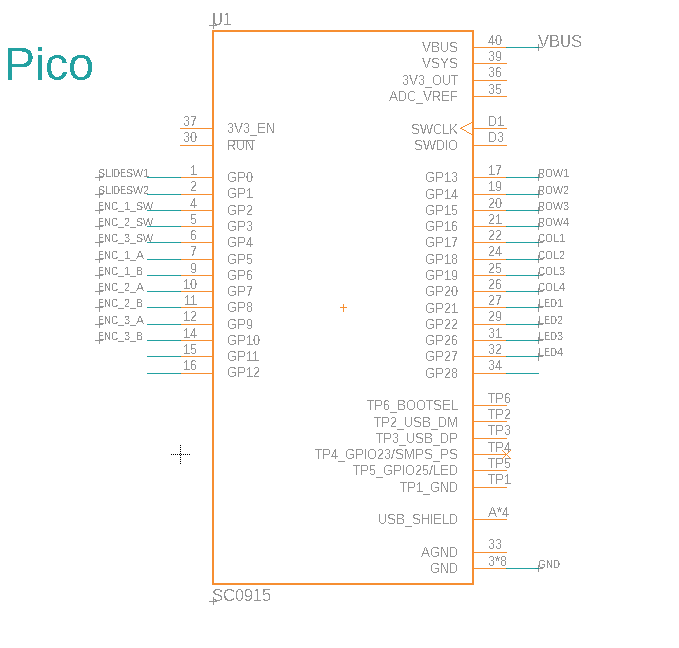 U1
Pico
VBUS 40 VBUS
VSYS 39
3V3_OUT 36
ADC_VREF 35
37 3V3_EN SWCLK D1
30 RUN SWDIO D3
SLIDESW1 1 GP0 GP13 17 ROW1
SLIDESW2 2 GP1 GP14 19 ROW2
ENC_1_SW 4 GP2 GP15 20 ROW3
ENC_2_SW 5 GP3 GP16 21 ROW4
ENC_3_SW 6 GP4 GP17 22 COL1
ENC_1_A 7 GP5 GP18 24 COL2
ENC_1_B 9 GP6 GP19 25 COL3
ENC_2_A 10 GP7 GP20 26 COL4
ENC_2_B 11 GP8 GP21 27 LED1
ENC_3_A 12 GP9 GP22 29 LED2
ENC_3_B 14 GP10 GP26 31 LED3
15 GP11 GP27 32 LED4
16 GP12 GP28 34
TP6_BOOTSEL TP6
TP2_USB_DM TP2
TP3_USB_DP TP3
TP4_GPIO23/SMPS_PS TP4
TP5_GPIO25/LED TP5
TP1_GND TP1
USB_SHIELD A*4
AGND 33
GND 3*8 GND
SC0915